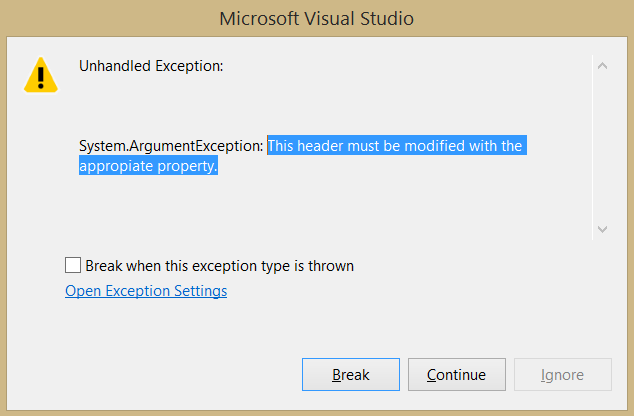 Microsoft Visual Studio
Unhandled Exception:
System.ArgumentException: This header must be modified with the
appropiate property.
Break when this exception type is thrown
Open Exception Settings
Break Continue Ignore